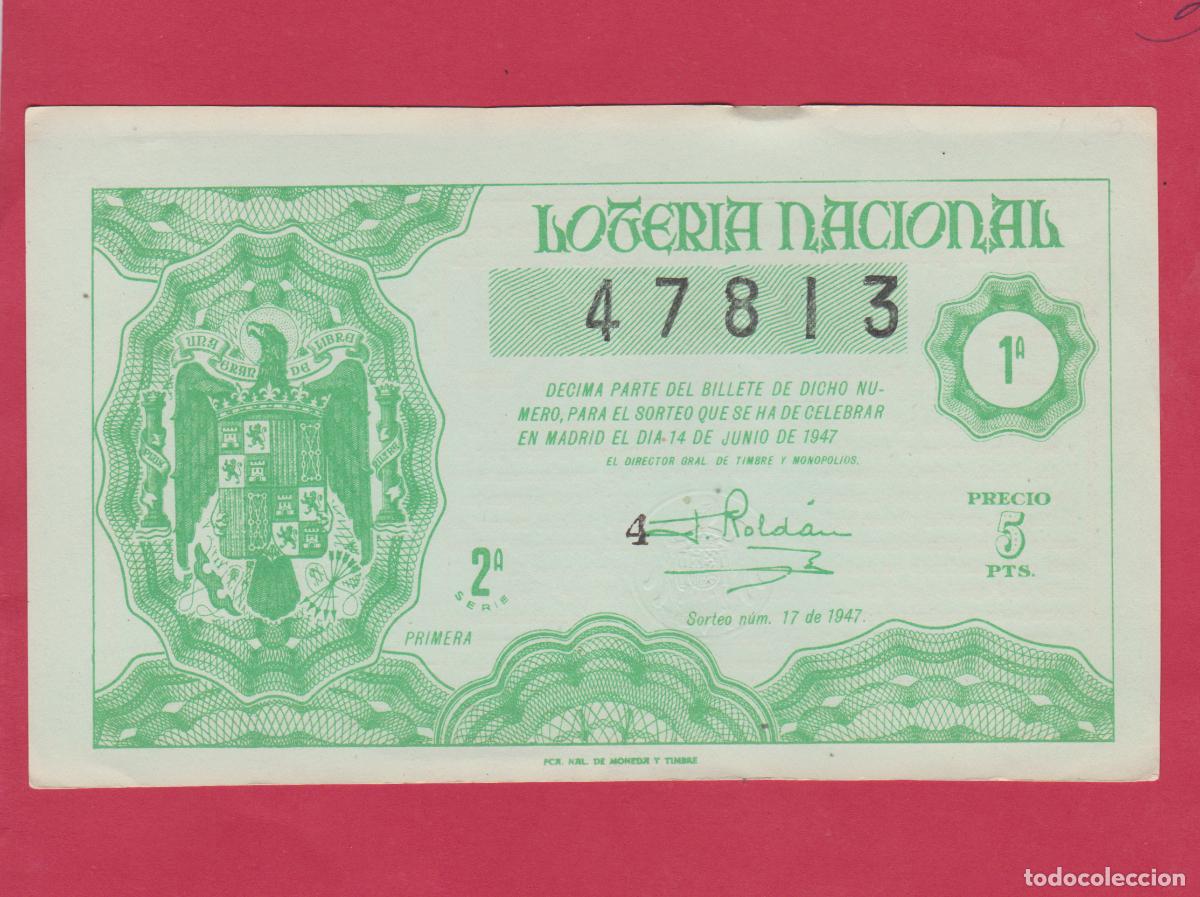 LOTERIA NACIONAL
47813
1ª
DECIMA PARTE DEL BILLETE DE DICHO NU-
MERO, PARA EL SORTEO QUE SE HA DE CELEBRAR
EN MADRID EL DIA 14 DE JUNIO DE 1947
EL DIRECTOR GRAL. DE TIMBRE Y MONOPOLIOS,
UNA GRANDE LIBRE
PLUS
4
J. Roldán
PRECIO
5
PTS.
2ª
SERIE
PRIMERA
Sorteo núm. 17 de 1947.
FCA. NAL. DE MONEDA Y TIMBRE
todocoleccion